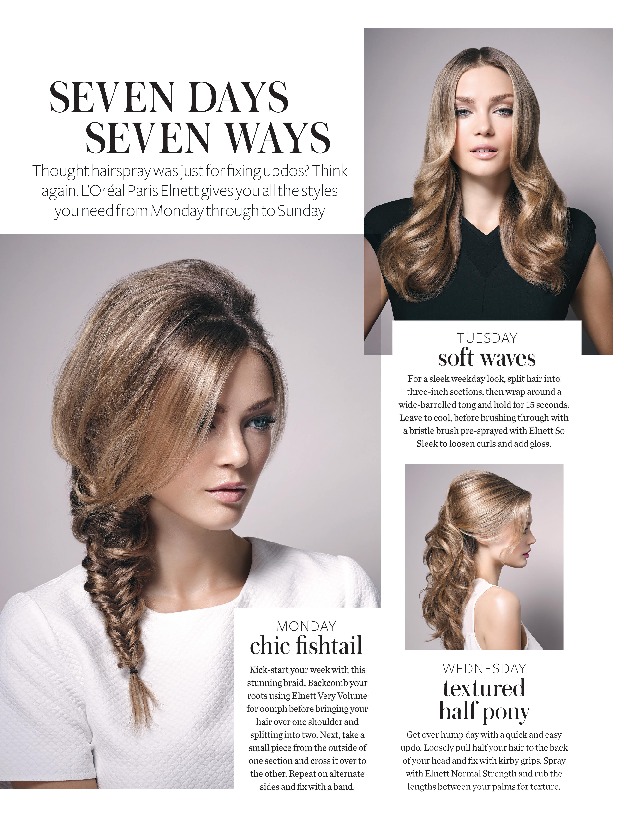 SEVEN DAYS
SEVEN WAYS
Thought hairspray was just for fixing updos? Think
again. L'Oréal Paris Elnett gives you all the styles
you need from Monday through to Sunday
TUESDAY
soft waves
For a sleek weekday look, split hair into
three-inch sections, then wrap around a
wide-barrelled tong and hold for 15 seconds.
Leave to cool, before brushing through with
a bristle brush pre-sprayed with Elnett So
Sleek to loosen curls and add gloss.
MONDAY
chic fishtail
Kick-start your week with this
stunning braid. Backcomb your
roots using Elnett Very Volume
for oomph before bringing your
hair over one shoulder and
splitting into two. Next, take a
small piece from the outside of
one section and cross it over to
the other. Repeat on alternate
sides and fix with a band.
WEDNESDAY
textured
half pony
Get over hump day with a quick and easy
updo. Loosely pull half your hair to the back
of your head and fix with kirby grips. Spray
with Elnett Normal Strength and rub the
lengths between your palms for texture.